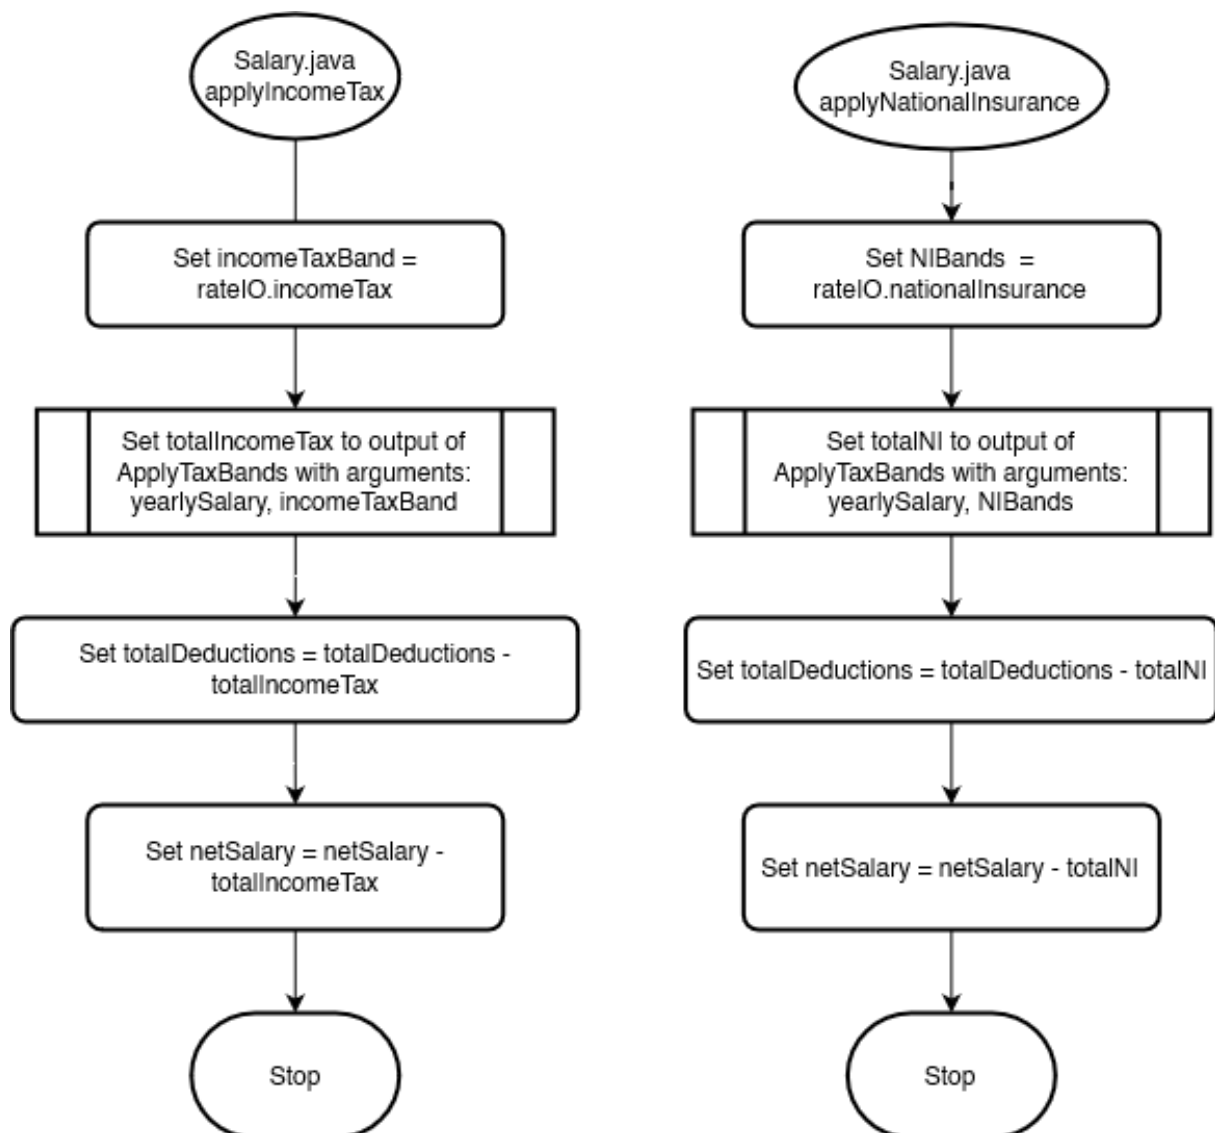 Salary.java
applyIncomeTax
Set incomeTaxBand =
rateIO.incomeTax
Set totalIncomeTax to output of
ApplyTaxBands with arguments:
yearlySalary, incomeTaxBand
Set totalDeductions = totalDeductions -
totalIncomeTax
Set netSalary = netSalary -
totalIncomeTax
Stop
Salary.java
applyNationalInsurance
Set NIBands  =
rateIO.nationalInsurance
Set totalNI to output of
ApplyTaxBands with arguments:
yearlySalary, NIBands
Set totalDeductions = totalDeductions - totalNI
Set netSalary = netSalary - totalNI
Stop